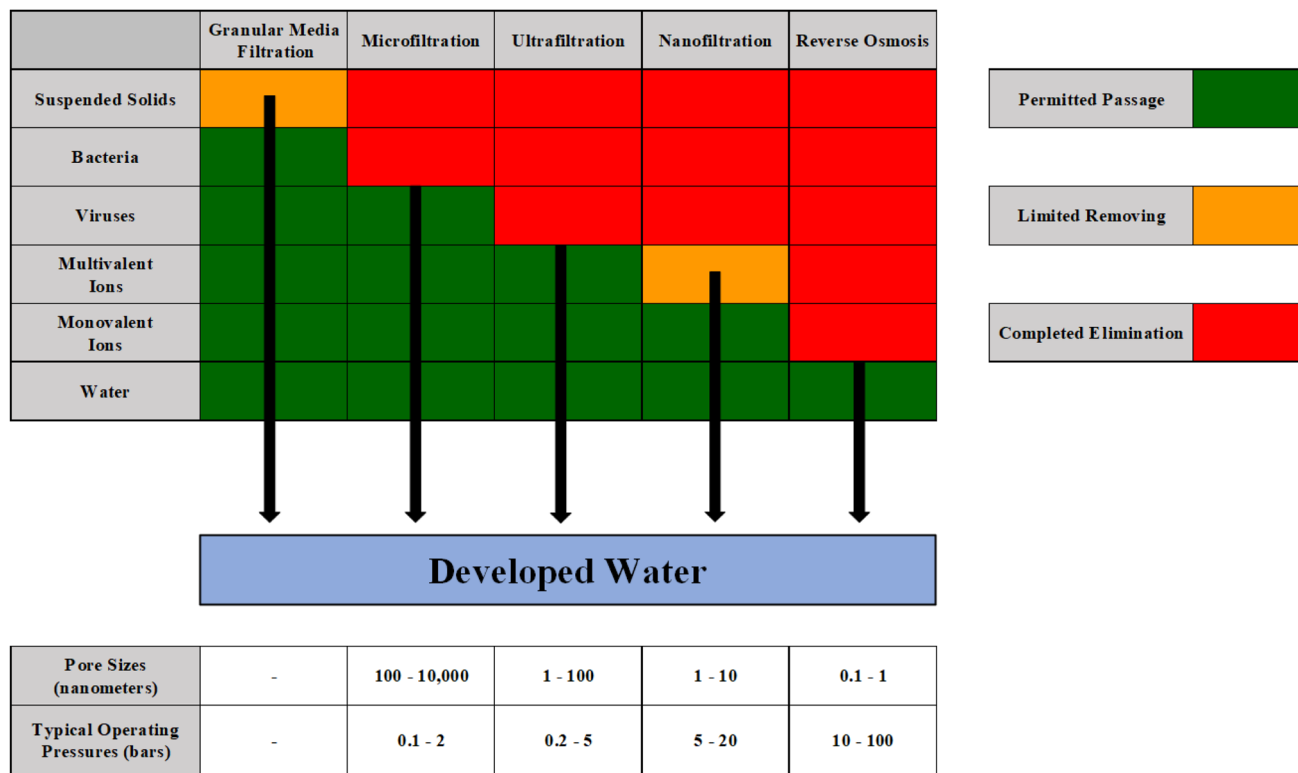 Granular Media
Filtration
Microfiltration
Ultrafiltration
Nanofiltration
Reverse Osmosis
Suspended Solids
Bacteria
Viruses
Multivalent
Ions
Monovalent
Ions
Water
Permitted Passage
Limited Removing
Completed Elimination
Developed Water
Pore Sizes
(nanometers)
-
100 - 10,000
1 - 100
1 - 10
0.1 - 1
Typical Operating
Pressures (bars)
-
0.1 - 2
0.2 - 5
5 - 20
10 - 100